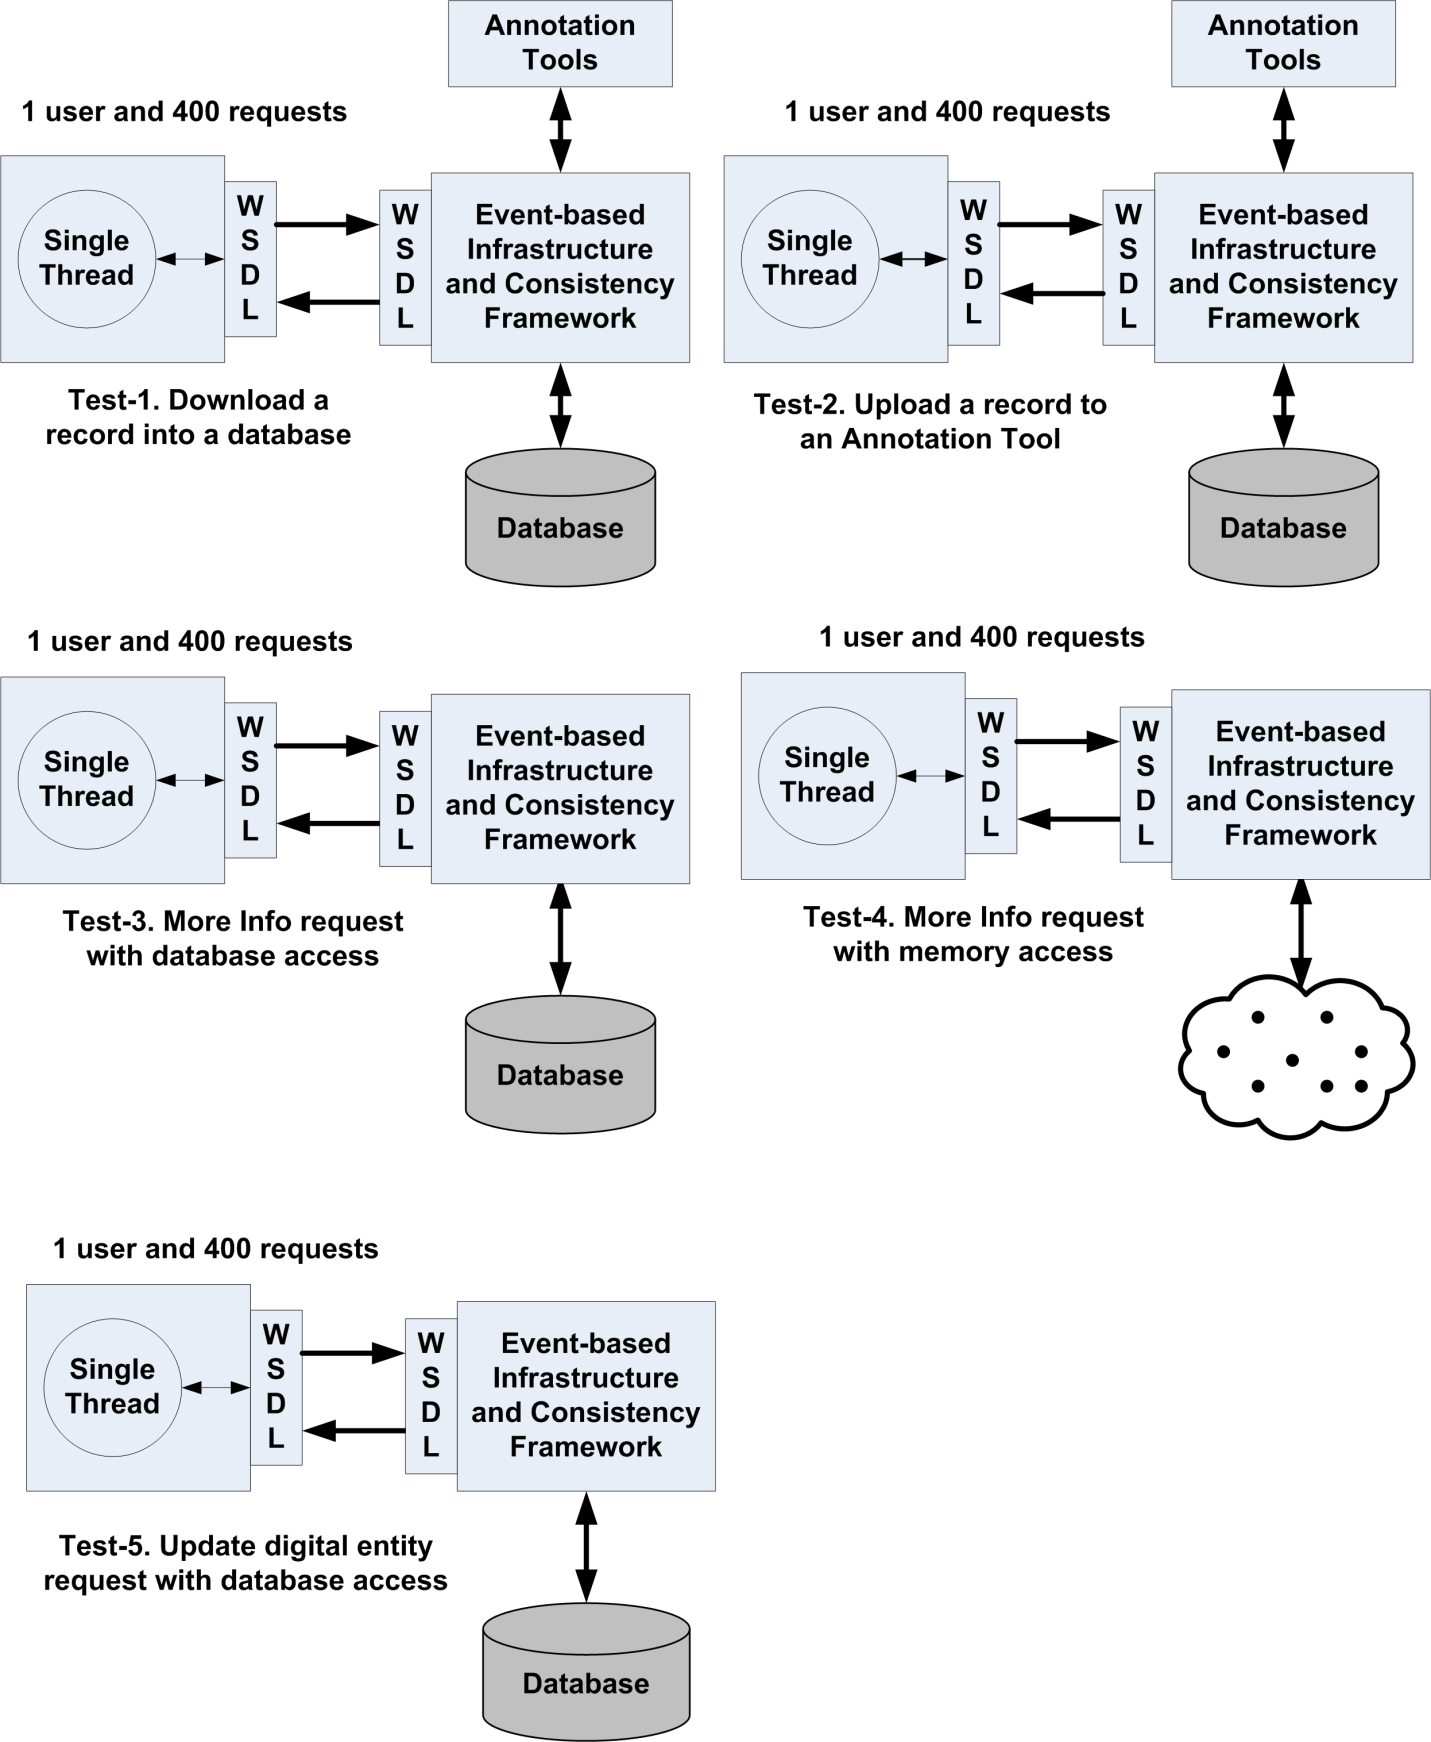 Annotation
Tools
1 user and 400 requests
Single
Thread
W
S
D
L
W
S
D
L
Event-based
Infrastructure
and Consistency
Framework
Test-1. Download a
record into a database
Database
Annotation
Tools
1 user and 400 requests
Single
Thread
W
S
D
L
W
S
D
L
Event-based
Infrastructure
and Consistency
Framework
Test-2. Upload a record to
an Annotation Tool
Database
1 user and 400 requests
Single
Thread
W
S
D
L
W
S
D
L
Event-based
Infrastructure
and Consistency
Framework
Test-3. More Info request
with database access
Database
1 user and 400 requests
Single
Thread
W
S
D
L
W
S
D
L
Event-based
Infrastructure
and Consistency
Framework
Test-4. More Info request
with memory access
1 user and 400 requests
Single
Thread
W
S
D
L
W
S
D
L
Event-based
Infrastructure
and Consistency
Framework
Test-5. Update digital entity
request with database access
Database